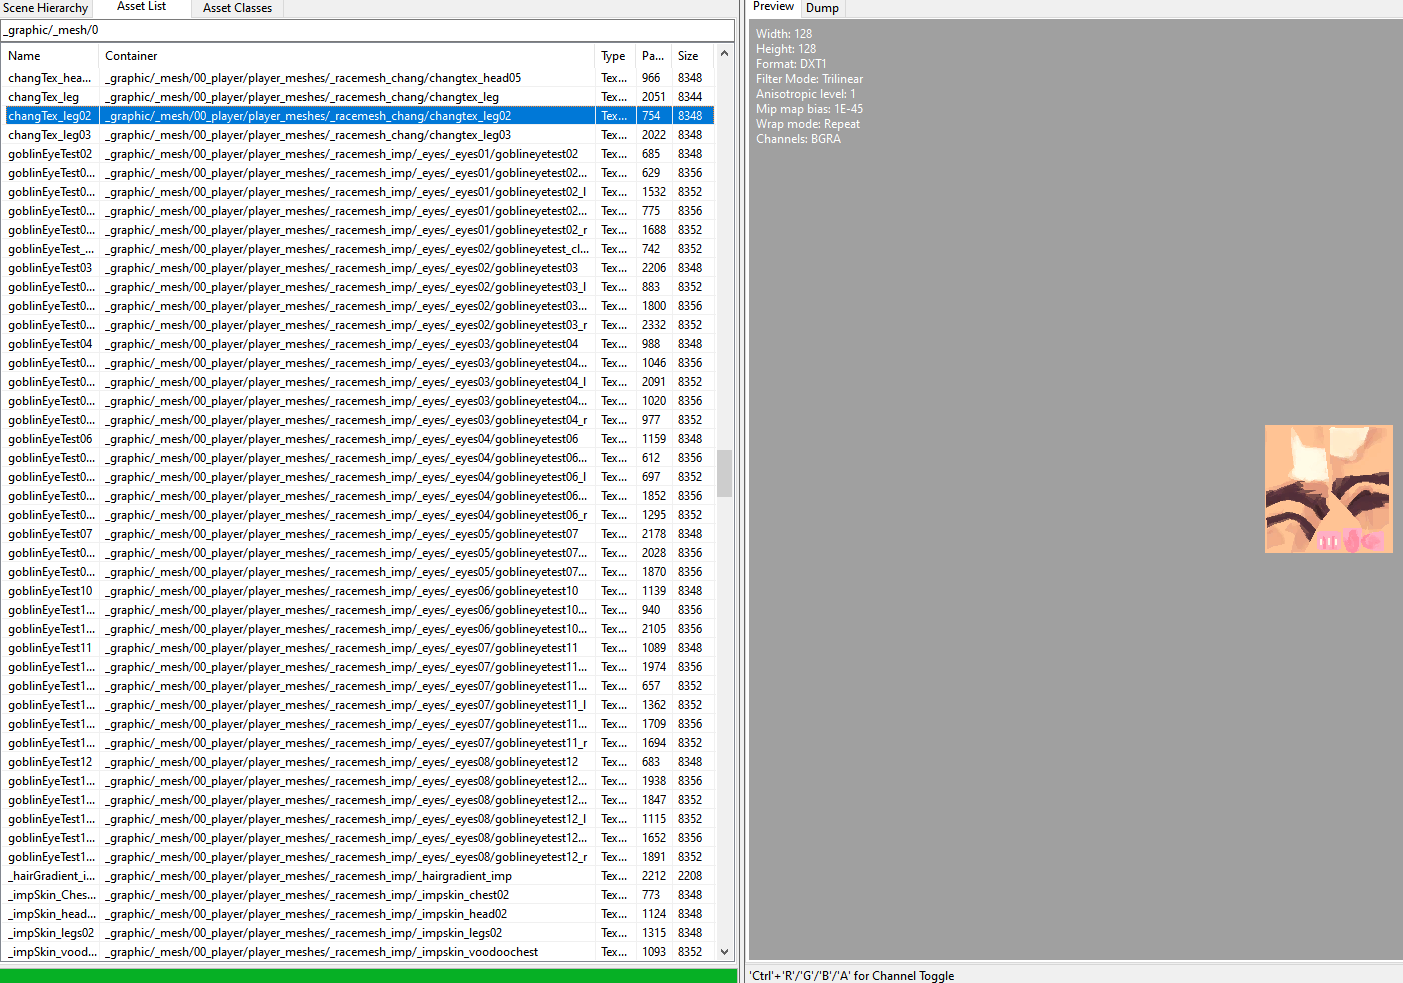 Scene Hierarchy Asset List Asset Classes
_graphic/_mesh/0
Name Container Type Pa... Size
changTex_hea... _graphic/_mesh/00_player/player_meshes/_racemesh_chang/changtex_head05 Tex... 966 8348
changTex_leg _graphic/_mesh/00_player/player_meshes/_racemesh_chang/changtex_leg Tex... 2051 8344
changTex_leg02 _graphic/_mesh/00_player/player_meshes/_racemesh_chang/changtex_leg02 Tex... 754 8348
changTex_leg03 _graphic/_mesh/00_player/player_meshes/_racemesh_chang/changtex_leg03 Tex... 2022 8348
goblinEyeTest02 _graphic/_mesh/00_player/player_meshes/_racemesh_imp/_eyes/_eyes01/goblineyetest02 Tex... 685 8348
goblinEyeTest0... _graphic/_mesh/00_player/player_meshes/_racemesh_imp/_eyes/_eyes01/goblineyetest02... Tex... 629 8356
goblinEyeTest0... _graphic/_mesh/00_player/player_meshes/_racemesh_imp/_eyes/_eyes01/goblineyetest02_l Tex... 1532 8352
goblinEyeTest0... _graphic/_mesh/00_player/player_meshes/_racemesh_imp/_eyes/_eyes01/goblineyetest02... Tex... 775 8356
goblinEyeTest0... _graphic/_mesh/00_player/player_meshes/_racemesh_imp/_eyes/_eyes01/goblineyetest02_r Tex... 1688 8352
goblinEyeTest_... _graphic/_mesh/00_player/player_meshes/_racemesh_imp/_eyes/_eyes02/goblineyetest_cl... Tex... 742 8352
goblinEyeTest03 _graphic/_mesh/00_player/player_meshes/_racemesh_imp/_eyes/_eyes02/goblineyetest03 Tex... 2206 8348
goblinEyeTest0... _graphic/_mesh/00_player/player_meshes/_racemesh_imp/_eyes/_eyes02/goblineyetest03_l Tex... 883 8352
goblinEyeTest0... _graphic/_mesh/00_player/player_meshes/_racemesh_imp/_eyes/_eyes02/goblineyetest03... Tex... 1800 8356
goblinEyeTest0... _graphic/_mesh/00_player/player_meshes/_racemesh_imp/_eyes/_eyes02/goblineyetest03_r Tex... 2332 8352
goblinEyeTest04 _graphic/_mesh/00_player/player_meshes/_racemesh_imp/_eyes/_eyes03/goblineyetest04 Tex... 988 8348
goblinEyeTest0... _graphic/_mesh/00_player/player_meshes/_racemesh_imp/_eyes/_eyes03/goblineyetest04... Tex... 1046 8356
goblinEyeTest0... _graphic/_mesh/00_player/player_meshes/_racemesh_imp/_eyes/_eyes03/goblineyetest04_l Tex... 2091 8352
goblinEyeTest0... _graphic/_mesh/00_player/player_meshes/_racemesh_imp/_eyes/_eyes03/goblineyetest04... Tex... 1020 8356
goblinEyeTest0... _graphic/_mesh/00_player/player_meshes/_racemesh_imp/_eyes/_eyes03/goblineyetest04_r Tex... 977 8352
goblinEyeTest06 _graphic/_mesh/00_player/player_meshes/_racemesh_imp/_eyes/_eyes04/goblineyetest06 Tex... 1159 8348
goblinEyeTest0... _graphic/_mesh/00_player/player_meshes/_racemesh_imp/_eyes/_eyes04/goblineyetest06... Tex... 612 8356
goblinEyeTest0... _graphic/_mesh/00_player/player_meshes/_racemesh_imp/_eyes/_eyes04/goblineyetest06_l Tex... 697 8352
goblinEyeTest0... _graphic/_mesh/00_player/player_meshes/_racemesh_imp/_eyes/_eyes04/goblineyetest06... Tex... 1852 8356
goblinEyeTest0... _graphic/_mesh/00_player/player_meshes/_racemesh_imp/_eyes/_eyes04/goblineyetest06_r Tex... 1295 8352
goblinEyeTest07 _graphic/_mesh/00_player/player_meshes/_racemesh_imp/_eyes/_eyes05/goblineyetest07 Tex... 2178 8348
goblinEyeTest0... _graphic/_mesh/00_player/player_meshes/_racemesh_imp/_eyes/_eyes05/goblineyetest07... Tex... 2028 8356
goblinEyeTest0... _graphic/_mesh/00_player/player_meshes/_racemesh_imp/_eyes/_eyes05/goblineyetest07... Tex... 1870 8356
goblinEyeTest10 _graphic/_mesh/00_player/player_meshes/_racemesh_imp/_eyes/_eyes06/goblineyetest10 Tex... 1139 8348
goblinEyeTest1... _graphic/_mesh/00_player/player_meshes/_racemesh_imp/_eyes/_eyes06/goblineyetest10... Tex... 940 8356
goblinEyeTest1... _graphic/_mesh/00_player/player_meshes/_racemesh_imp/_eyes/_eyes06/goblineyetest10... Tex... 2105 8356
goblinEyeTest11 _graphic/_mesh/00_player/player_meshes/_racemesh_imp/_eyes/_eyes07/goblineyetest11 Tex... 1089 8348
goblinEyeTest1... _graphic/_mesh/00_player/player_meshes/_racemesh_imp/_eyes/_eyes07/goblineyetest11... Tex... 1974 8356
goblinEyeTest1... _graphic/_mesh/00_player/player_meshes/_racemesh_imp/_eyes/_eyes07/goblineyetest11... Tex... 657 8352
goblinEyeTest1... _graphic/_mesh/00_player/player_meshes/_racemesh_imp/_eyes/_eyes07/goblineyetest11_l Tex... 1362 8352
goblinEyeTest1... _graphic/_mesh/00_player/player_meshes/_racemesh_imp/_eyes/_eyes07/goblineyetest11... Tex... 1709 8356
goblinEyeTest1... _graphic/_mesh/00_player/player_meshes/_racemesh_imp/_eyes/_eyes07/goblineyetest11_r Tex... 1694 8352
goblinEyeTest12 _graphic/_mesh/00_player/player_meshes/_racemesh_imp/_eyes/_eyes08/goblineyetest12 Tex... 683 8348
goblinEyeTest1... _graphic/_mesh/00_player/player_meshes/_racemesh_imp/_eyes/_eyes08/goblineyetest12... Tex... 1938 8356
goblinEyeTest1... _graphic/_mesh/00_player/player_meshes/_racemesh_imp/_eyes/_eyes08/goblineyetest12... Tex... 1847 8352
goblinEyeTest1... _graphic/_mesh/00_player/player_meshes/_racemesh_imp/_eyes/_eyes08/goblineyetest12_l Tex... 1115 8352
goblinEyeTest1... _graphic/_mesh/00_player/player_meshes/_racemesh_imp/_eyes/_eyes08/goblineyetest12... Tex... 1652 8356
goblinEyeTest1... _graphic/_mesh/00_player/player_meshes/_racemesh_imp/_eyes/_eyes08/goblineyetest12_r Tex... 1891 8352
_hairGradient_i... _graphic/_mesh/00_player/player_meshes/_racemesh_imp/_hairgradient_imp Tex... 2212 2208
_impSkin_Ches... _graphic/_mesh/00_player/player_meshes/_racemesh_imp/_impskin_chest02 Tex... 773 8348
_impSkin_head... _graphic/_mesh/00_player/player_meshes/_racemesh_imp/_impskin_head02 Tex... 1124 8348
_impSkin_legs02 _graphic/_mesh/00_player/player_meshes/_racemesh_imp/_impskin_legs02 Tex... 1315 8348
_impSkin_vood... _graphic/_mesh/00_player/player_meshes/_racemesh_imp/_impskin_voodoochest Tex... 1093 8352
Preview Dump
Width: 128
Height: 128
Format: DXT1
Filter Mode: Trilinear
Anisotropic level: 1
Mip map bias: 1E-45
Wrap mode: Repeat
Channels: BGRA
'Ctrl'+'R'/'G'/'B'/'A' for Channel Toggle